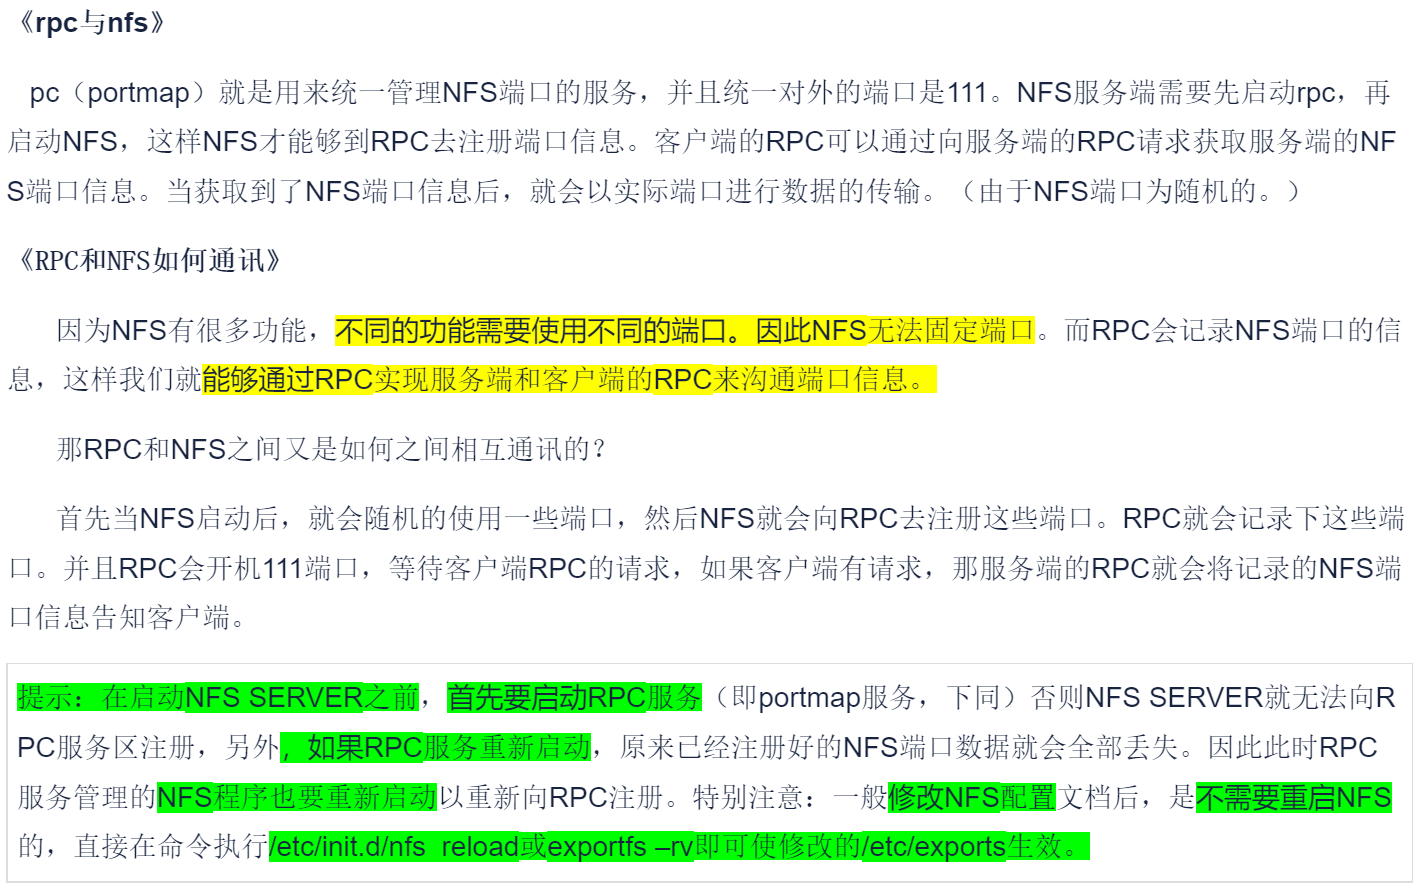 《rpc与nfs》
pc（portmap）就是用来统一管理NFS端口的服务，并且统一对外的端口是111。NFS服务端需要先启动rpc，再
启动NFS，这样NFS才能够到RPC去注册端口信息。客户端的RPC可以通过向服务端的RPC请求获取服务端的NF
S端口信息。当获取到了NFS端口信息后，就会以实际端口进行数据的传输。（由于NFS端口为随机的。）
《RPC和NFS如何通讯》
因为NFS有很多功能，不同的功能需要使用不同的端口。因此NFS无法固定端口。而RPC会记录NFS端口的信
息，这样我们就能够通过RPC实现服务端和客户端的RPC来沟通端口信息。
那RPC和NFS之间又是如何之间相互通讯的？
首先当NFS启动后，就会随机的使用一些端口，然后NFS就会向RPC去注册这些端口。RPC就会记录下这些端
口。并且RPC会开机111端口，等待客户端RPC的请求，如果客户端有请求，那服务端的RPC就会将记录的NFS端
口信息告知客户端。
提示：在启动NFS SERVER之前，首先要启动RPC服务（即portmap服务，下同）否则NFS SERVER就无法向R
PC服务区注册，另外，如果RPC服务重新启动，原来已经注册好的NFS端口数据就会全部丢失。因此此时RPC
服务管理的NFS程序也要重新启动以重新向RPC注册。特别注意：一般修改NFS配置文档后，是不需要重启NFS
的，直接在命令执行/etc/init.d/nfs  reload或exportfs –rv即可使修改的/etc/exports生效。